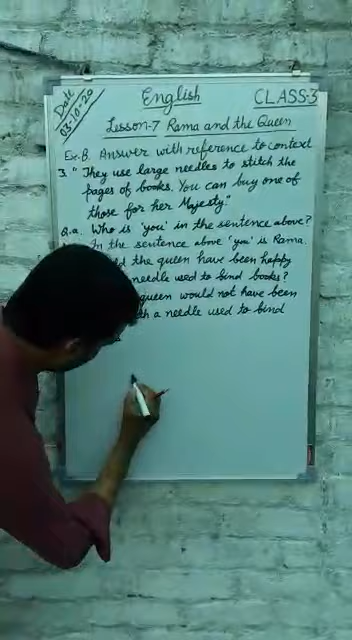 Date
03-10-20
English
CLASS-3
Lesson-7 Rama and the Queen
Ex-B. Answer with reference to context
3. "They use large needles to stitch the
pages of books. You can buy one of
those for her Majesty."
Q.a. Who is 'you' in the sentence above?
In the sentence above 'you' is Rama.
the queen have been happy
needle used to bind books?
queen would not have been
a needle used to bind